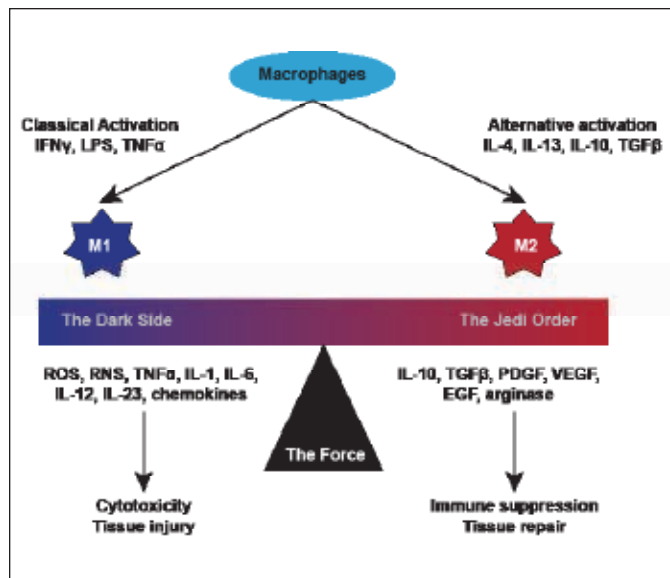 Macrophages
Classical Activation
IFNγ, LPS, TNFα
Alternative activation
IL-4, IL-13, IL-10, TGFβ
M1
M2
The Dark Side
The Jedi Order
ROS, RNS, TNFα, IL-1, IL-6,
IL-12, IL-23, chemokines
IL-10, TGFβ, PDGF, VEGF,
EGF, arginase
The Force
Cytotoxicity
Tissue injury
Immune suppression
Tissue repair